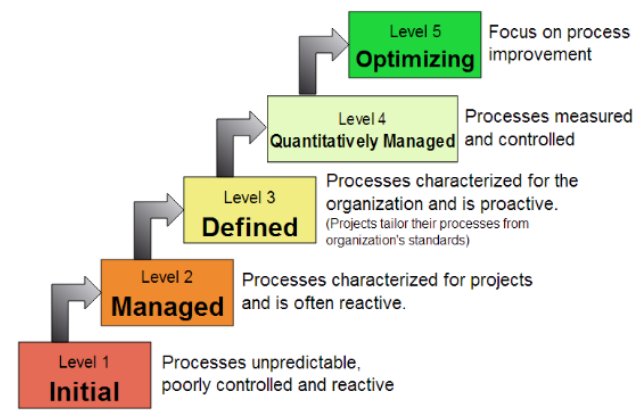 Level 5
Optimizing
Focus on process
improvement
Level 4
Quantitatively Managed
Processes measured
and controlled
Level 3
Defined
Processes characterized for the
organization and is proactive.
(Projects tailor their processes from
organization's standards)
Level 2
Managed
Processes characterized for projects
and is often reactive.
Level 1
Initial
Processes unpredictable,
poorly controlled and reactive